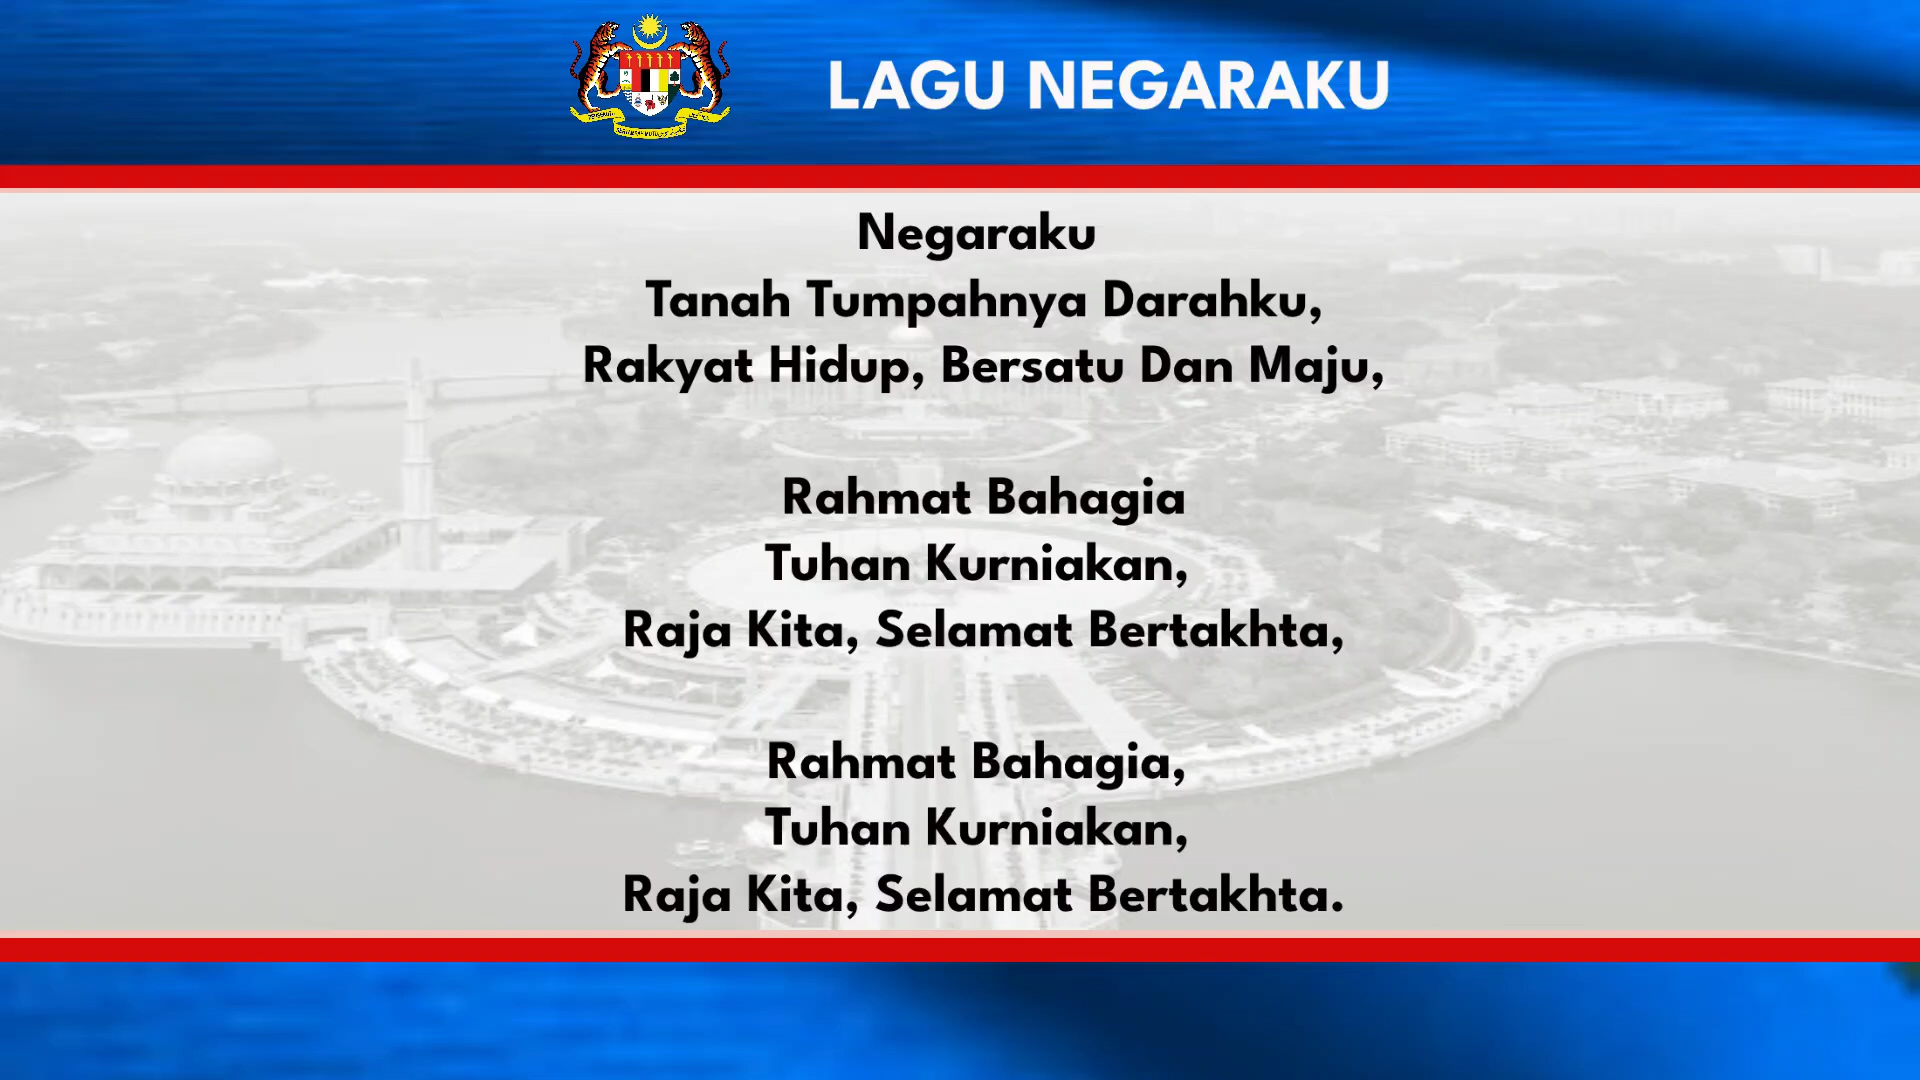 LAGU NEGARAKU
Negaraku
Tanah Tumpahnya Darahku,
Rakyat Hidup, Bersatu Dan Maju,
Rahmat Bahagia
Tuhan Kurniakan,
Raja Kita, Selamat Bertakhta,
Rahmat Bahagia,
Tuhan Kurniakan,
Raja Kita, Selamat Bertakhta.